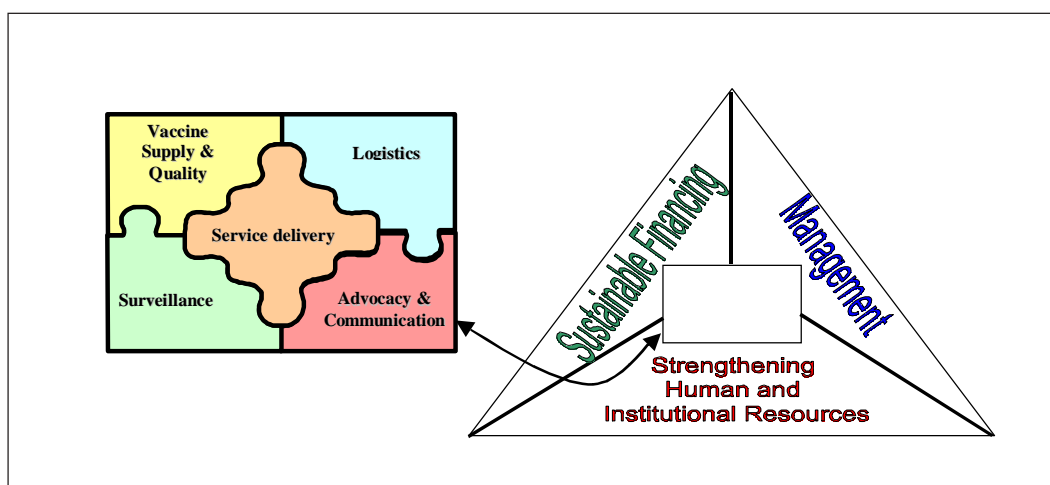 Vaccine
Supply &
Quality
Logistics
Service delivery
Surveillance
Advocacy &
Communication
Sustainable Financing
Management
Strengthening
Human and
Institutional Resources